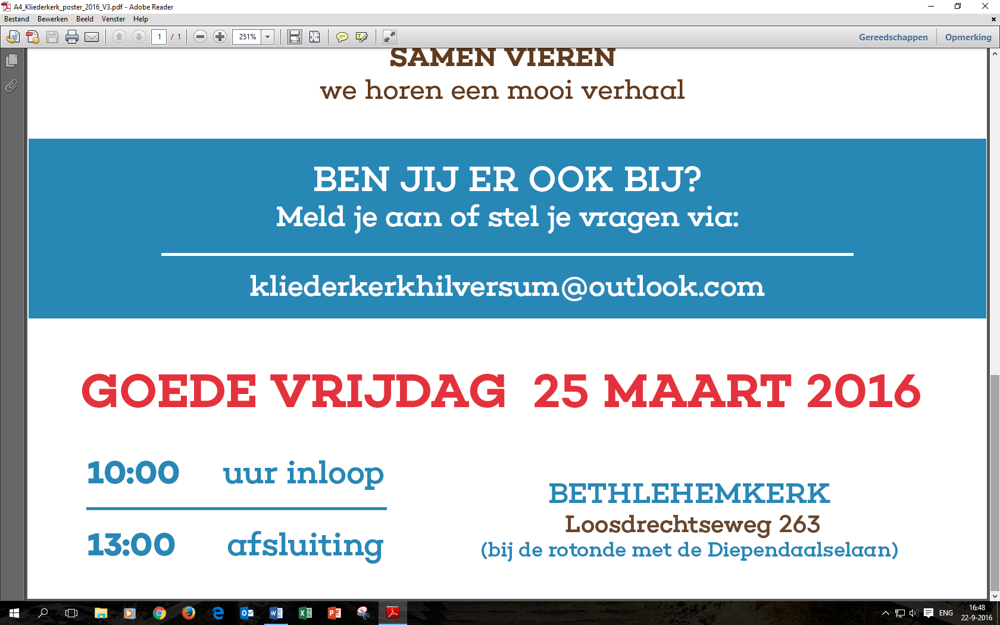 A4_Kliederkerk_poster_2016_V3.pdf - Adobe Reader
Bestand Bewerken Beeld Venster Help
1 / 1 251% Gereedschappen Opmerking
SAMEN VIEREN
we horen een mooi verhaal
BEN JIJ ER OOK BIJ?
Meld je aan of stel je vragen via:
kliederkerkhilversum@outlook.com
GOEDE VRIJDAG 25 MAART 2016
10:00 uur inloop
13:00 afsluiting
BETHLEHEMKERK
Loosdrechtseweg 263
(bij de rotonde met de Diependaalselaan)
ENG
16:48
22-9-2016